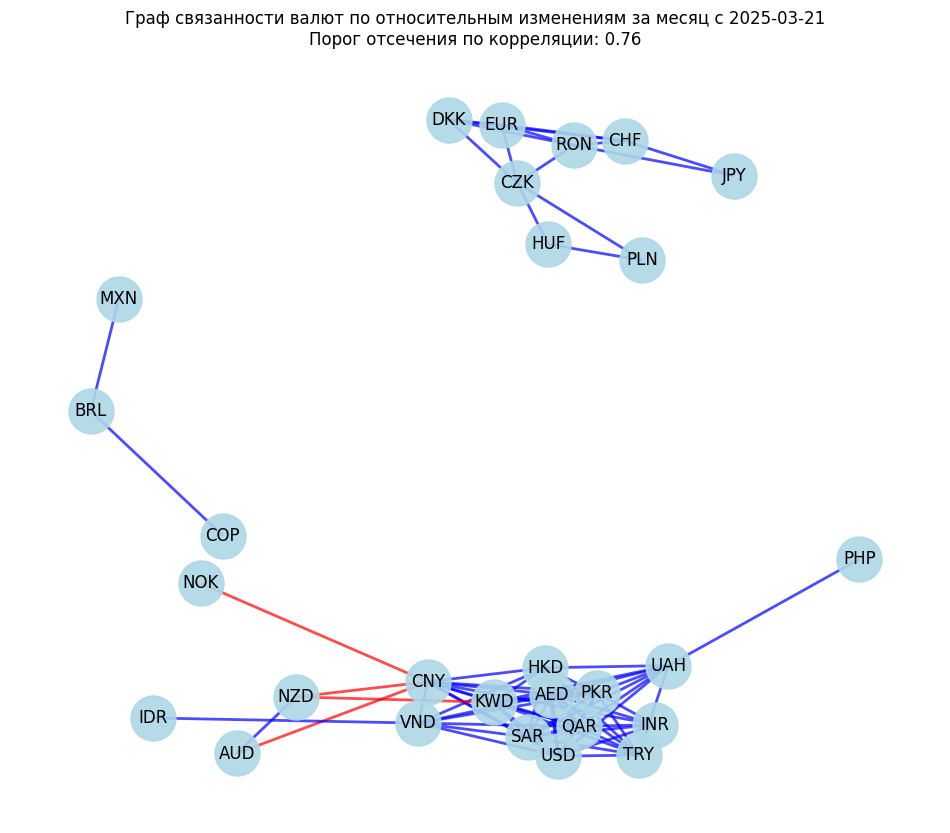 Граф связанности валют по относительным изменениям за месяц с 2025-03-21
Порог отсечения по корреляции: 0.76
DKK
EUR
RON
CHF
JPY
CZK
HUF
PLN
MXN
BRL
COP
NOK
PHP
HKD
UAH
CNY
AED
PKR
NZD
KWD
IDR
VND
SAR
QAR
INR
AUD
USD
TRY